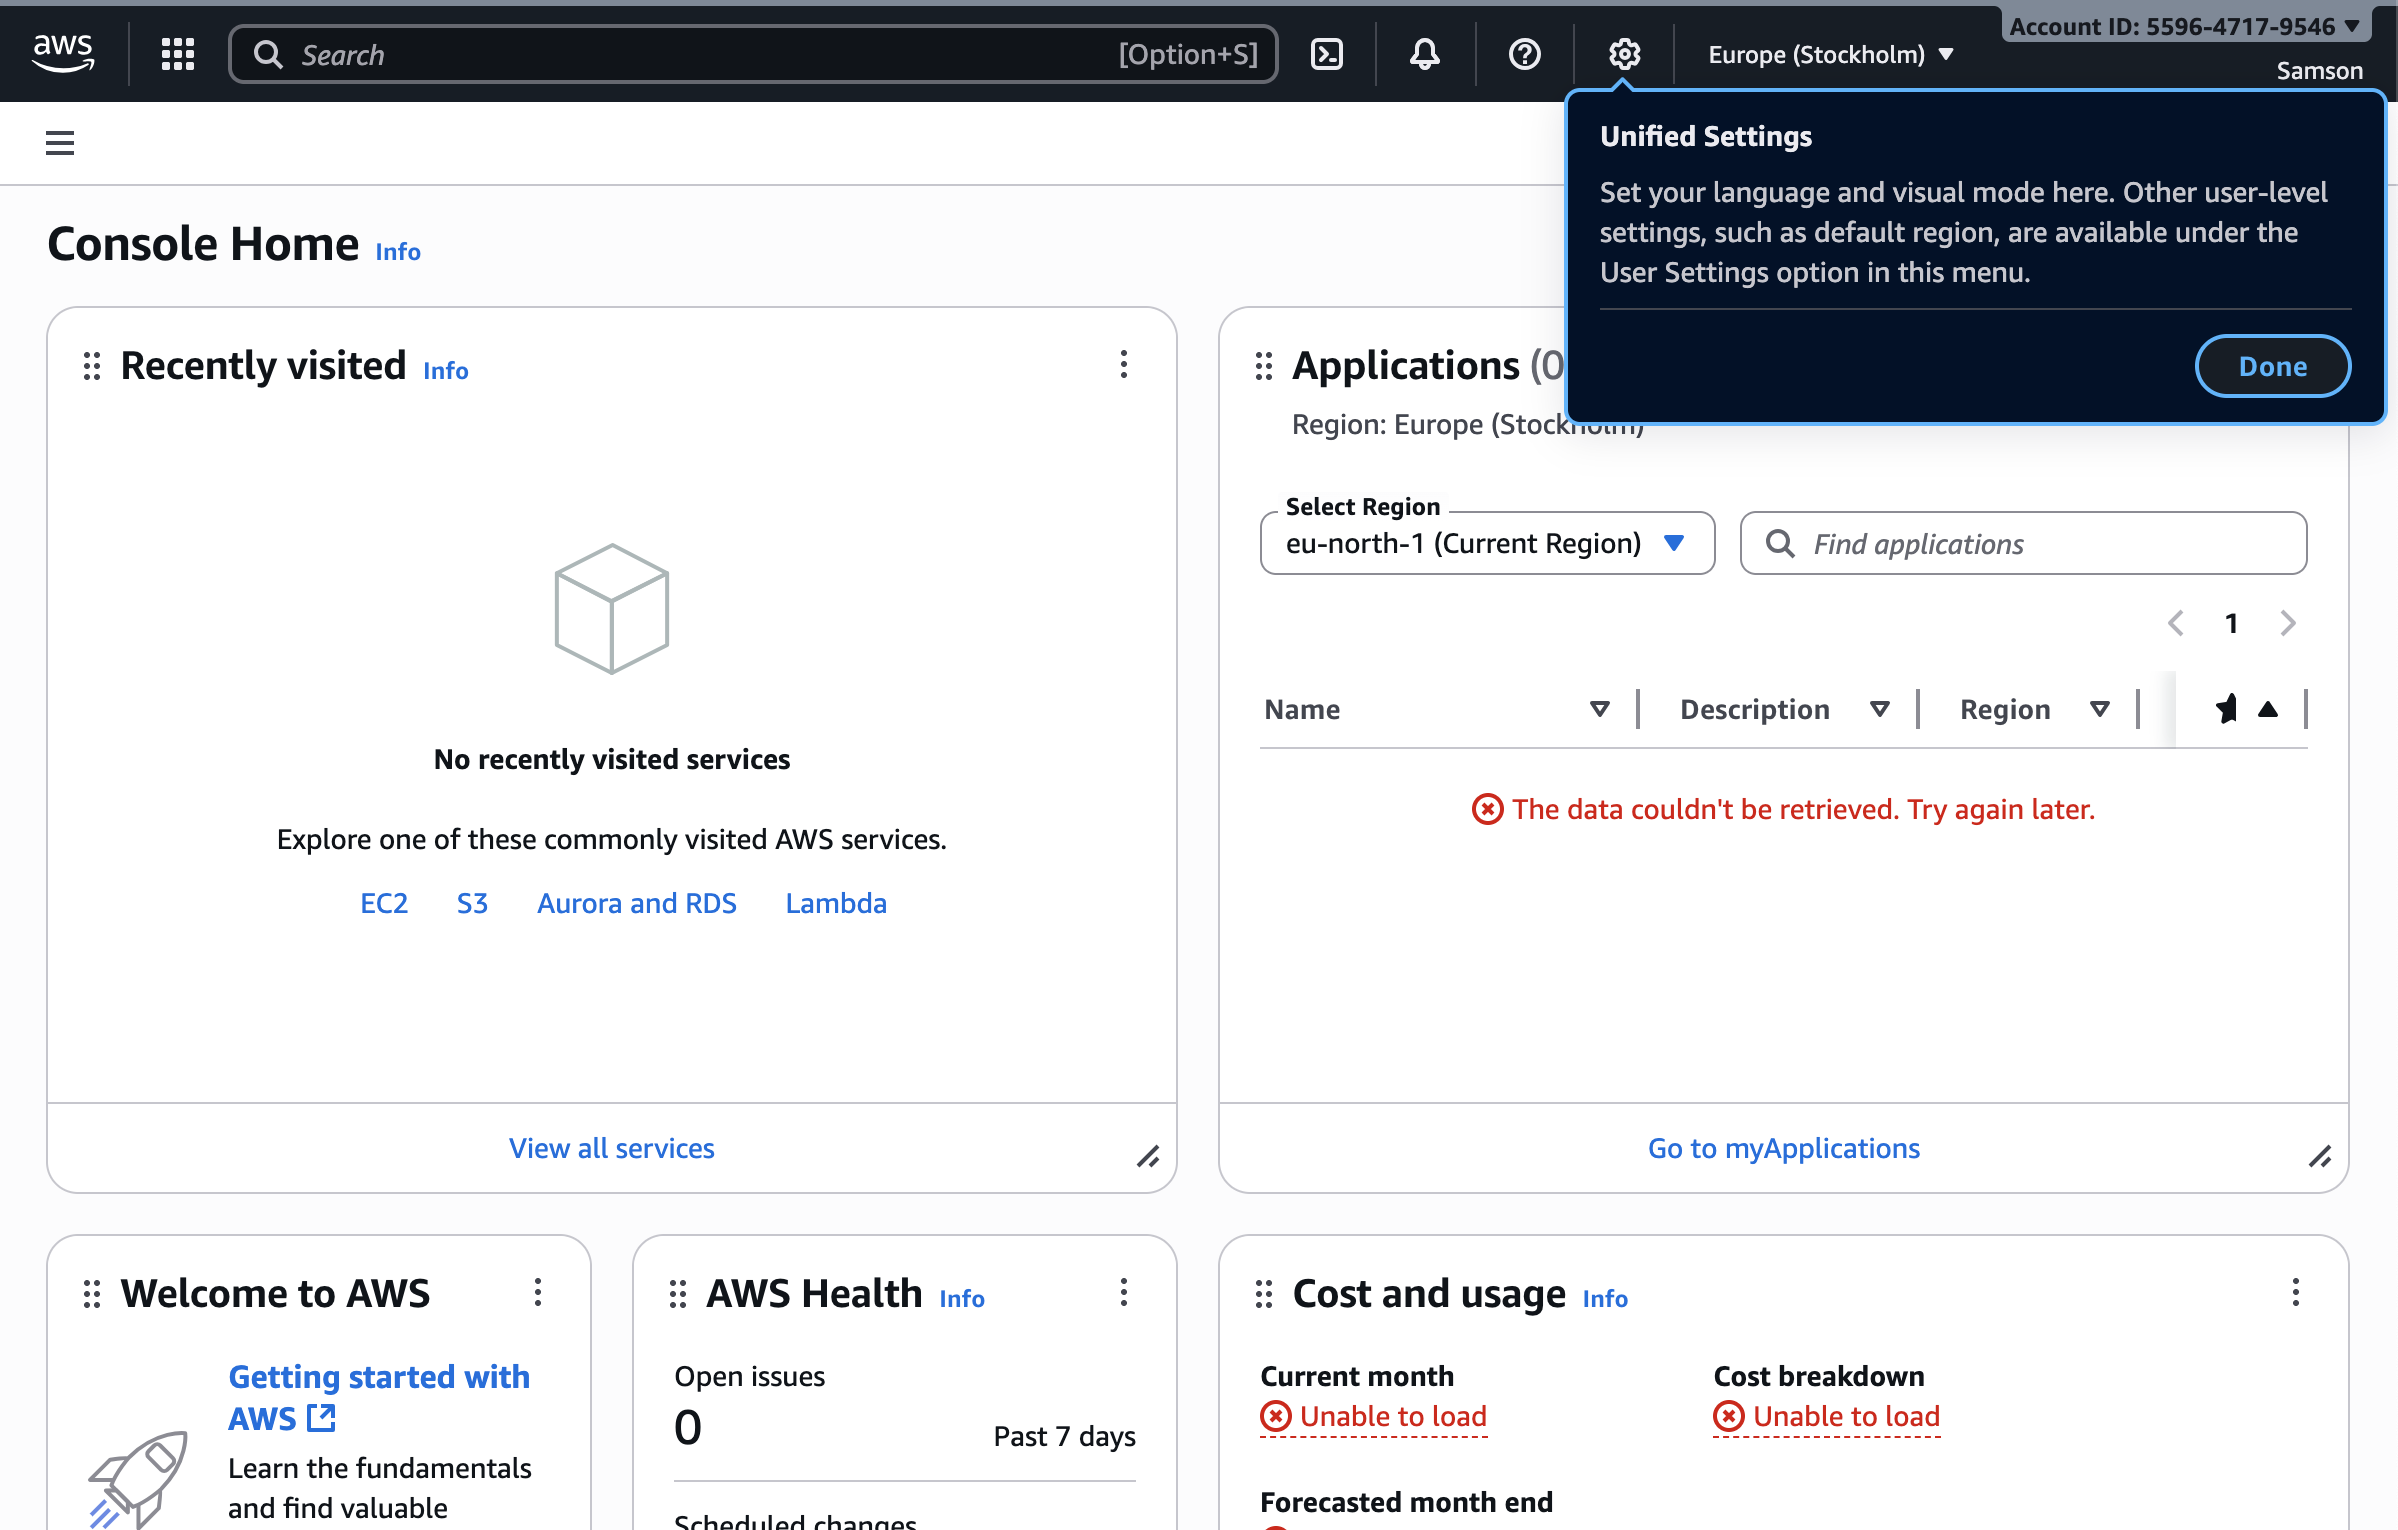 aws
Search
[Option+S]
Europe (Stockholm)
Account ID: 5596-4717-9546
Samson
Unified Settings
Set your language and visual mode here. Other user-level
settings, such as default region, are available under the
User Settings option in this menu.
Done
Console Home Info
Recently visited Info
No recently visited services
Explore one of these commonly visited AWS services.
EC2 S3 Aurora and RDS Lambda
View all services
Applications (0
Region: Europe (Stockholm)
Select Region
eu-north-1 (Current Region)
Find applications
1
Name Description Region
The data couldn't be retrieved. Try again later.
Go to myApplications
Welcome to AWS
Getting started with
AWS
Learn the fundamentals
and find valuable
AWS Health Info
Open issues
0
Past 7 days
Scheduled changes
Cost and usage Info
Current month
Unable to load
Cost breakdown
Unable to load
Forecasted month end